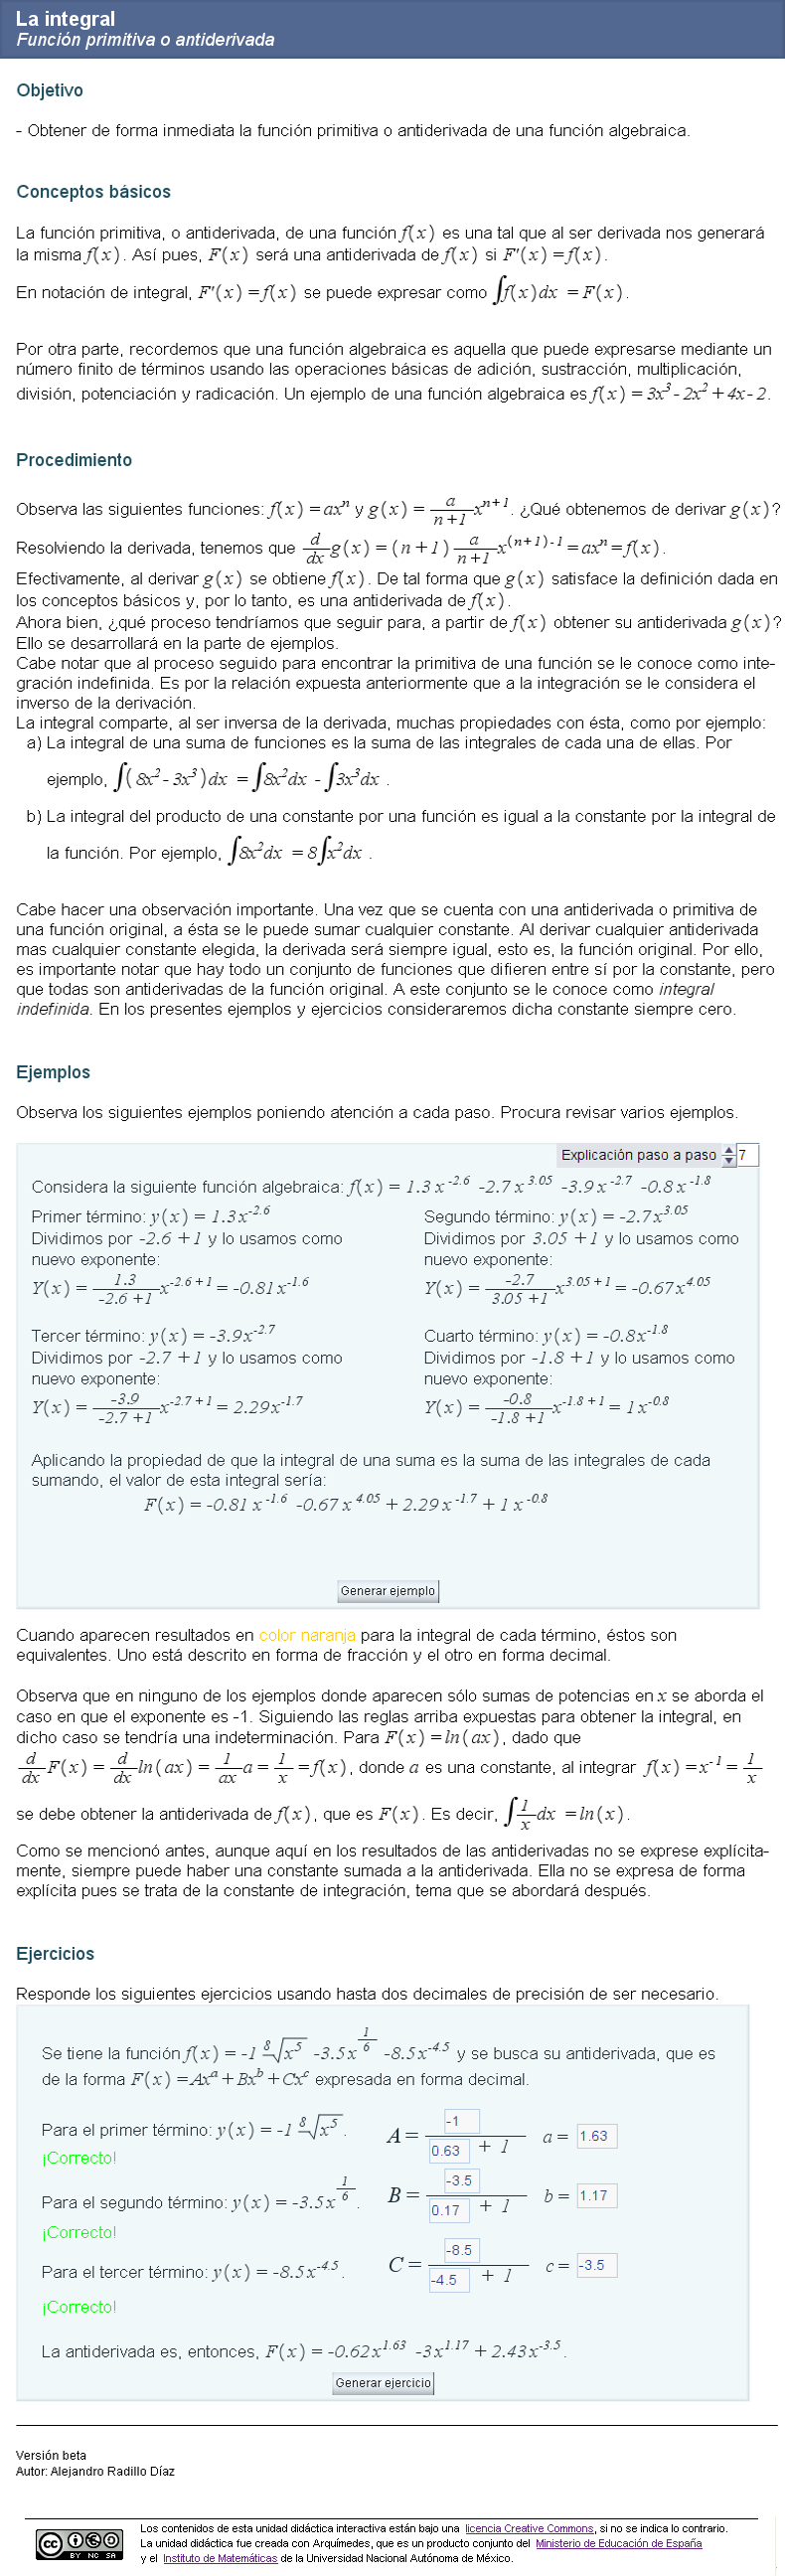 La integral
Función primitiva o antiderivada
Objetivo
- Obtener de forma inmediata la función primitiva o antiderivada de una función algebraica.
Conceptos básicos
La función primitiva, o antiderivada, de una función f(x) es una tal que al ser derivada nos generará
la misma f(x). Así pues, F(x) será una antiderivada de f(x) si F'(x) = f(x).
En notación de integral, F'(x) = f(x) se puede expresar como ∫f(x)dx = F(x).
Por otra parte, recordemos que una función algebraica es aquella que puede expresarse mediante un
número finito de términos usando las operaciones básicas de adición, sustracción, multiplicación,
división, potenciación y radicación. Un ejemplo de una función algebraica es f(x) = 3x^3 - 2x^2 + 4x - 2.
Procedimiento
Observa las siguientes funciones: f(x) = ax^n y g(x) = a/(n+1) x^(n+1). ¿Qué obtenemos de derivar g(x)?
Resolviendo la derivada, tenemos que d/dx g(x) = (n+1) a/(n+1) x^((n+1)-1) = ax^n = f(x).
Efectivamente, al derivar g(x) se obtiene f(x). De tal forma que g(x) satisface la definición dada en
los conceptos básicos y, por lo tanto, es una antiderivada de f(x).
Ahora bien, ¿qué proceso tendríamos que seguir para, a partir de f(x) obtener su antiderivada g(x)?
Ello se desarrollará en la parte de ejemplos.
Cabe notar que al proceso seguido para encontrar la primitiva de una función se le conoce como inte-
gración indefinida. Es por la relación expuesta anteriormente que a la integración se le considera el
inverso de la derivación.
La integral comparte, al ser inversa de la derivada, muchas propiedades con ésta, como por ejemplo:
a) La integral de una suma de funciones es la suma de las integrales de cada una de ellas. Por
ejemplo, ∫(8x^2 - 3x^3)dx = ∫8x^2dx - ∫3x^3dx .
b) La integral del producto de una constante por una función es igual a la constante por la integral de
la función. Por ejemplo, ∫8x^2dx = 8∫x^2dx .
Cabe hacer una observación importante. Una vez que se cuenta con una antiderivada o primitiva de
una función original, a ésta se le puede sumar cualquier constante. Al derivar cualquier antiderivada
mas cualquier constante elegida, la derivada será siempre igual, esto es, la función original. Por ello,
es importante notar que hay todo un conjunto de funciones que difieren entre sí por la constante, pero
que todas son antiderivadas de la función original. A este conjunto se le conoce como integral
indefinida. En los presentes ejemplos y ejercicios consideraremos dicha constante siempre cero.
Ejemplos
Observa los siguientes ejemplos poniendo atención a cada paso. Procura revisar varios ejemplos.
Explicación paso a paso 7
Considera la siguiente función algebraica: f(x) = 1.3 x^-2.6 -2.7 x^3.05 -3.9 x^-2.7 -0.8 x^-1.8
Primer término: y(x) = 1.3x^-2.6
Dividimos por -2.6 + 1 y lo usamos como
nuevo exponente:
Y(x) = 1.3/(-2.6 +1) x^(-2.6 + 1) = -0.81x^-1.6
Segundo término: y(x) = -2.7x^3.05
Dividimos por 3.05 + 1 y lo usamos como
nuevo exponente:
Y(x) = -2.7/(3.05 +1) x^(3.05 + 1) = -0.67x^4.05
Tercer término: y(x) = -3.9x^-2.7
Dividimos por -2.7 + 1 y lo usamos como
nuevo exponente:
Y(x) = -3.9/(-2.7 +1) x^(-2.7 + 1) = 2.29x^-1.7
Cuarto término: y(x) = -0.8x^-1.8
Dividimos por -1.8 + 1 y lo usamos como
nuevo exponente:
Y(x) = -0.8/(-1.8 +1) x^(-1.8 + 1) = 1x^-0.8
Aplicando la propiedad de que la integral de una suma es la suma de las integrales de cada
sumando, el valor de esta integral sería:
F(x) = -0.81 x^-1.6 -0.67 x^4.05 + 2.29 x^-1.7 + 1 x^-0.8
Generar ejemplo
Cuando aparecen resultados en color naranja para la integral de cada término, éstos son
equivalentes. Uno está descrito en forma de fracción y el otro en forma decimal.
Observa que en ninguno de los ejemplos donde aparecen sólo sumas de potencias en x se aborda el
caso en que el exponente es -1. Siguiendo las reglas arriba expuestas para obtener la integral, en
dicho caso se tendría una indeterminación. Para F(x) = ln(ax), dado que
d/dx F(x) = d/dx ln(ax) = 1/ax a = 1/x = f(x), donde a es una constante, al integrar f(x) = x^-1 = 1/x
se debe obtener la antiderivada de f(x), que es F(x). Es decir, ∫1/x dx = ln(x).
Como se mencionó antes, aunque aquí en los resultados de las antiderivadas no se exprese explícita-
mente, siempre puede haber una constante sumada a la antiderivada. Ella no se expresa de forma
explícita pues se trata de la constante de integración, tema que se abordará después.
Ejercicios
Responde los siguientes ejercicios usando hasta dos decimales de precisión de ser necesario.
Se tiene la función f(x) = -1 ⁸√(x^5) -3.5x^(1/6) -8.5x^-4.5 y se busca su antiderivada, que es
de la forma F(x) = Ax^a + Bx^b + Cx^c expresada en forma decimal.
Para el primer término: y(x) = -1 ⁸√(x^5). A = -1/(0.63 + 1) a = 1.63
¡Correcto!
Para el segundo término: y(x) = -3.5x^(1/6). B = -3.5/(0.17 + 1) b = 1.17
¡Correcto!
Para el tercer término: y(x) = -8.5x^-4.5. C = -8.5/(-4.5 + 1) c = -3.5
¡Correcto!
La antiderivada es, entonces, F(x) = -0.62x^1.63 -3x^1.17 + 2.43x^-3.5.
Generar ejercicio
Versión beta
Autor: Alejandro Radillo Díaz
Los contenidos de esta unidad didáctica interactiva están bajo una licencia Creative Commons, si no se indica lo contrario.
La unidad didáctica fue creada con Arquímedes, que es un producto conjunto del Ministerio de Educación de España
y el Instituto de Matemáticas de la Universidad Nacional Autónoma de México.
cc BY NC SA